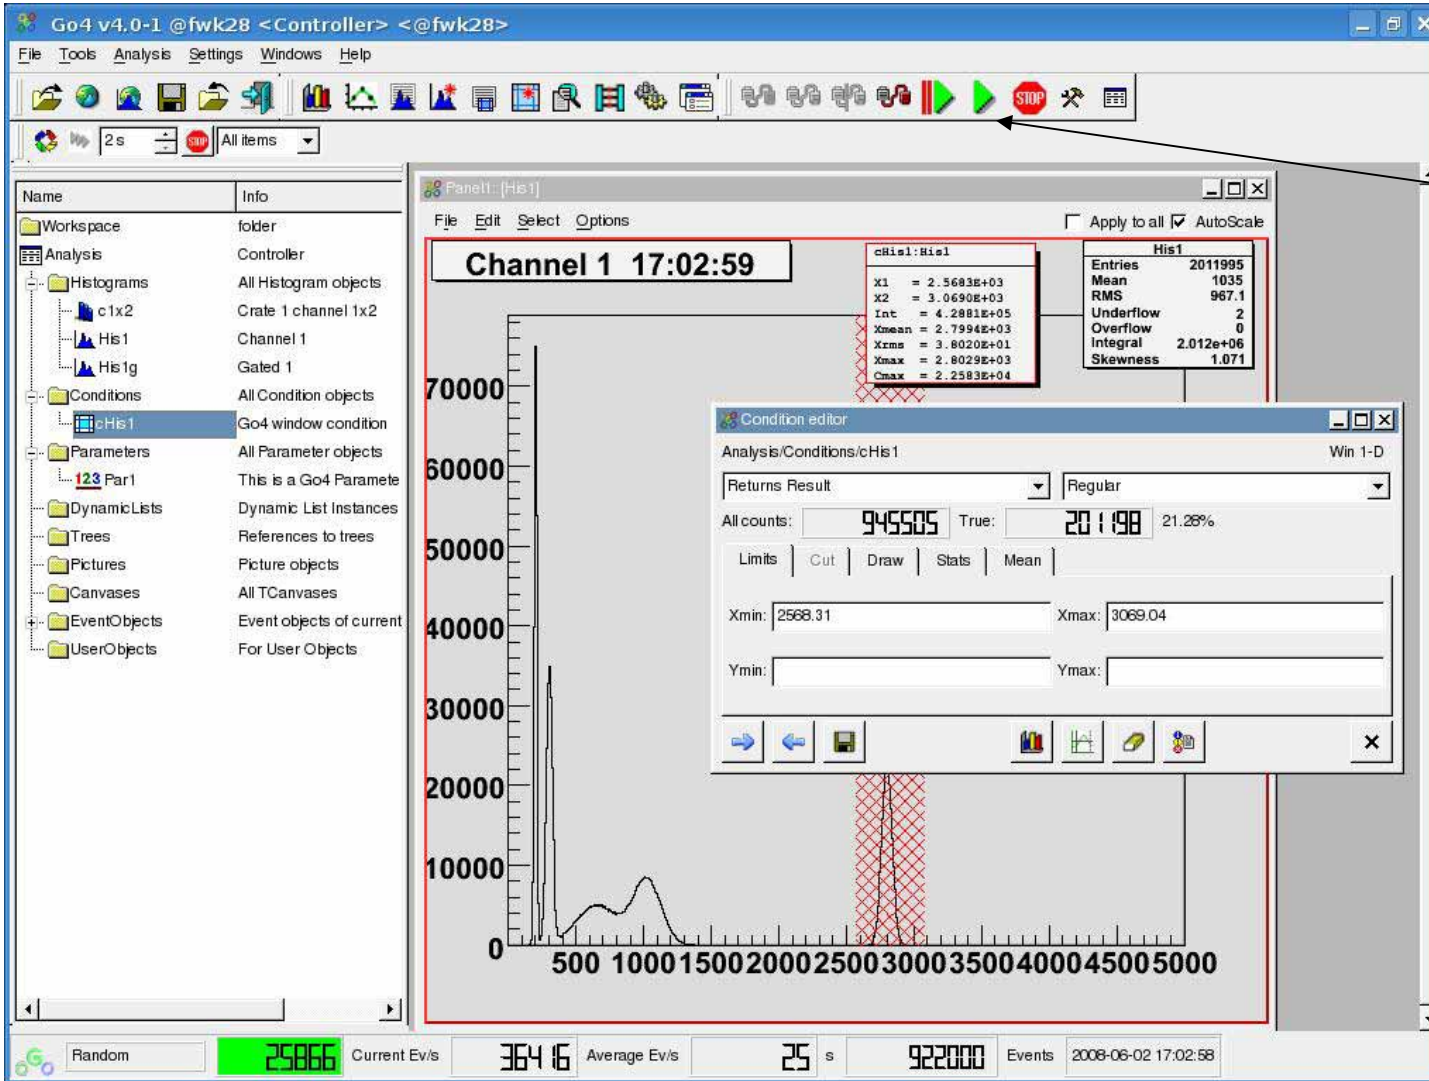 Go4 v4.0-1 @fwk28 <Controller> <@fwk28>
File Tools Analysis Settings Windows Help
STOP
2 s STOP All items
Name Info
Workspace folder
Analysis Controller
Histograms All Histogram objects
c1x2 Crate 1 channel 1x2
His1 Channel 1
His1g Gated 1
Conditions All Condition objects
cHis1 Go4 window condition
Parameters All Parameter objects
123 Par1 This is a Go4 Paramete
DynamicLists Dynamic List Instances
Trees References to trees
Pictures Picture objects
Canvases All TCanvases
EventObjects Event objects of current
UserObjects For User Objects
Panel1: [His1]
File Edit Select Options Apply to all AutoScale
Channel 1 17:02:59
cHis1:His1
X1 = 2.5683E+03
X2 = 3.0690E+03
Int = 4.2881E+05
Xmean = 2.7994E+03
Xrms = 3.8020E+01
Xmax = 2.8029E+03
Cmax = 2.2583E+04
His1
Entries 2011995
Mean 1035
RMS 967.1
Underflow 2
Overflow 0
Integral 2.012e+06
Skewness 1.071
70000
60000
50000
40000
30000
20000
10000
0
500 1000 1500 2000 2500 3000 3500 4000 4500 5000
Condition editor
Analysis/Conditions/cHis1 Win 1-D
Returns Result Regular
All counts: 945505 True: 201198 21.28%
Limits Cut Draw Stats Mean
Xmin: 2568.31 Xmax: 3069.04
Ymin: Ymax:
Go4 Random 25866 Current Ev/s 36416 Average Ev/s 25 s 922000 Events 2008-06-02 17:02:58